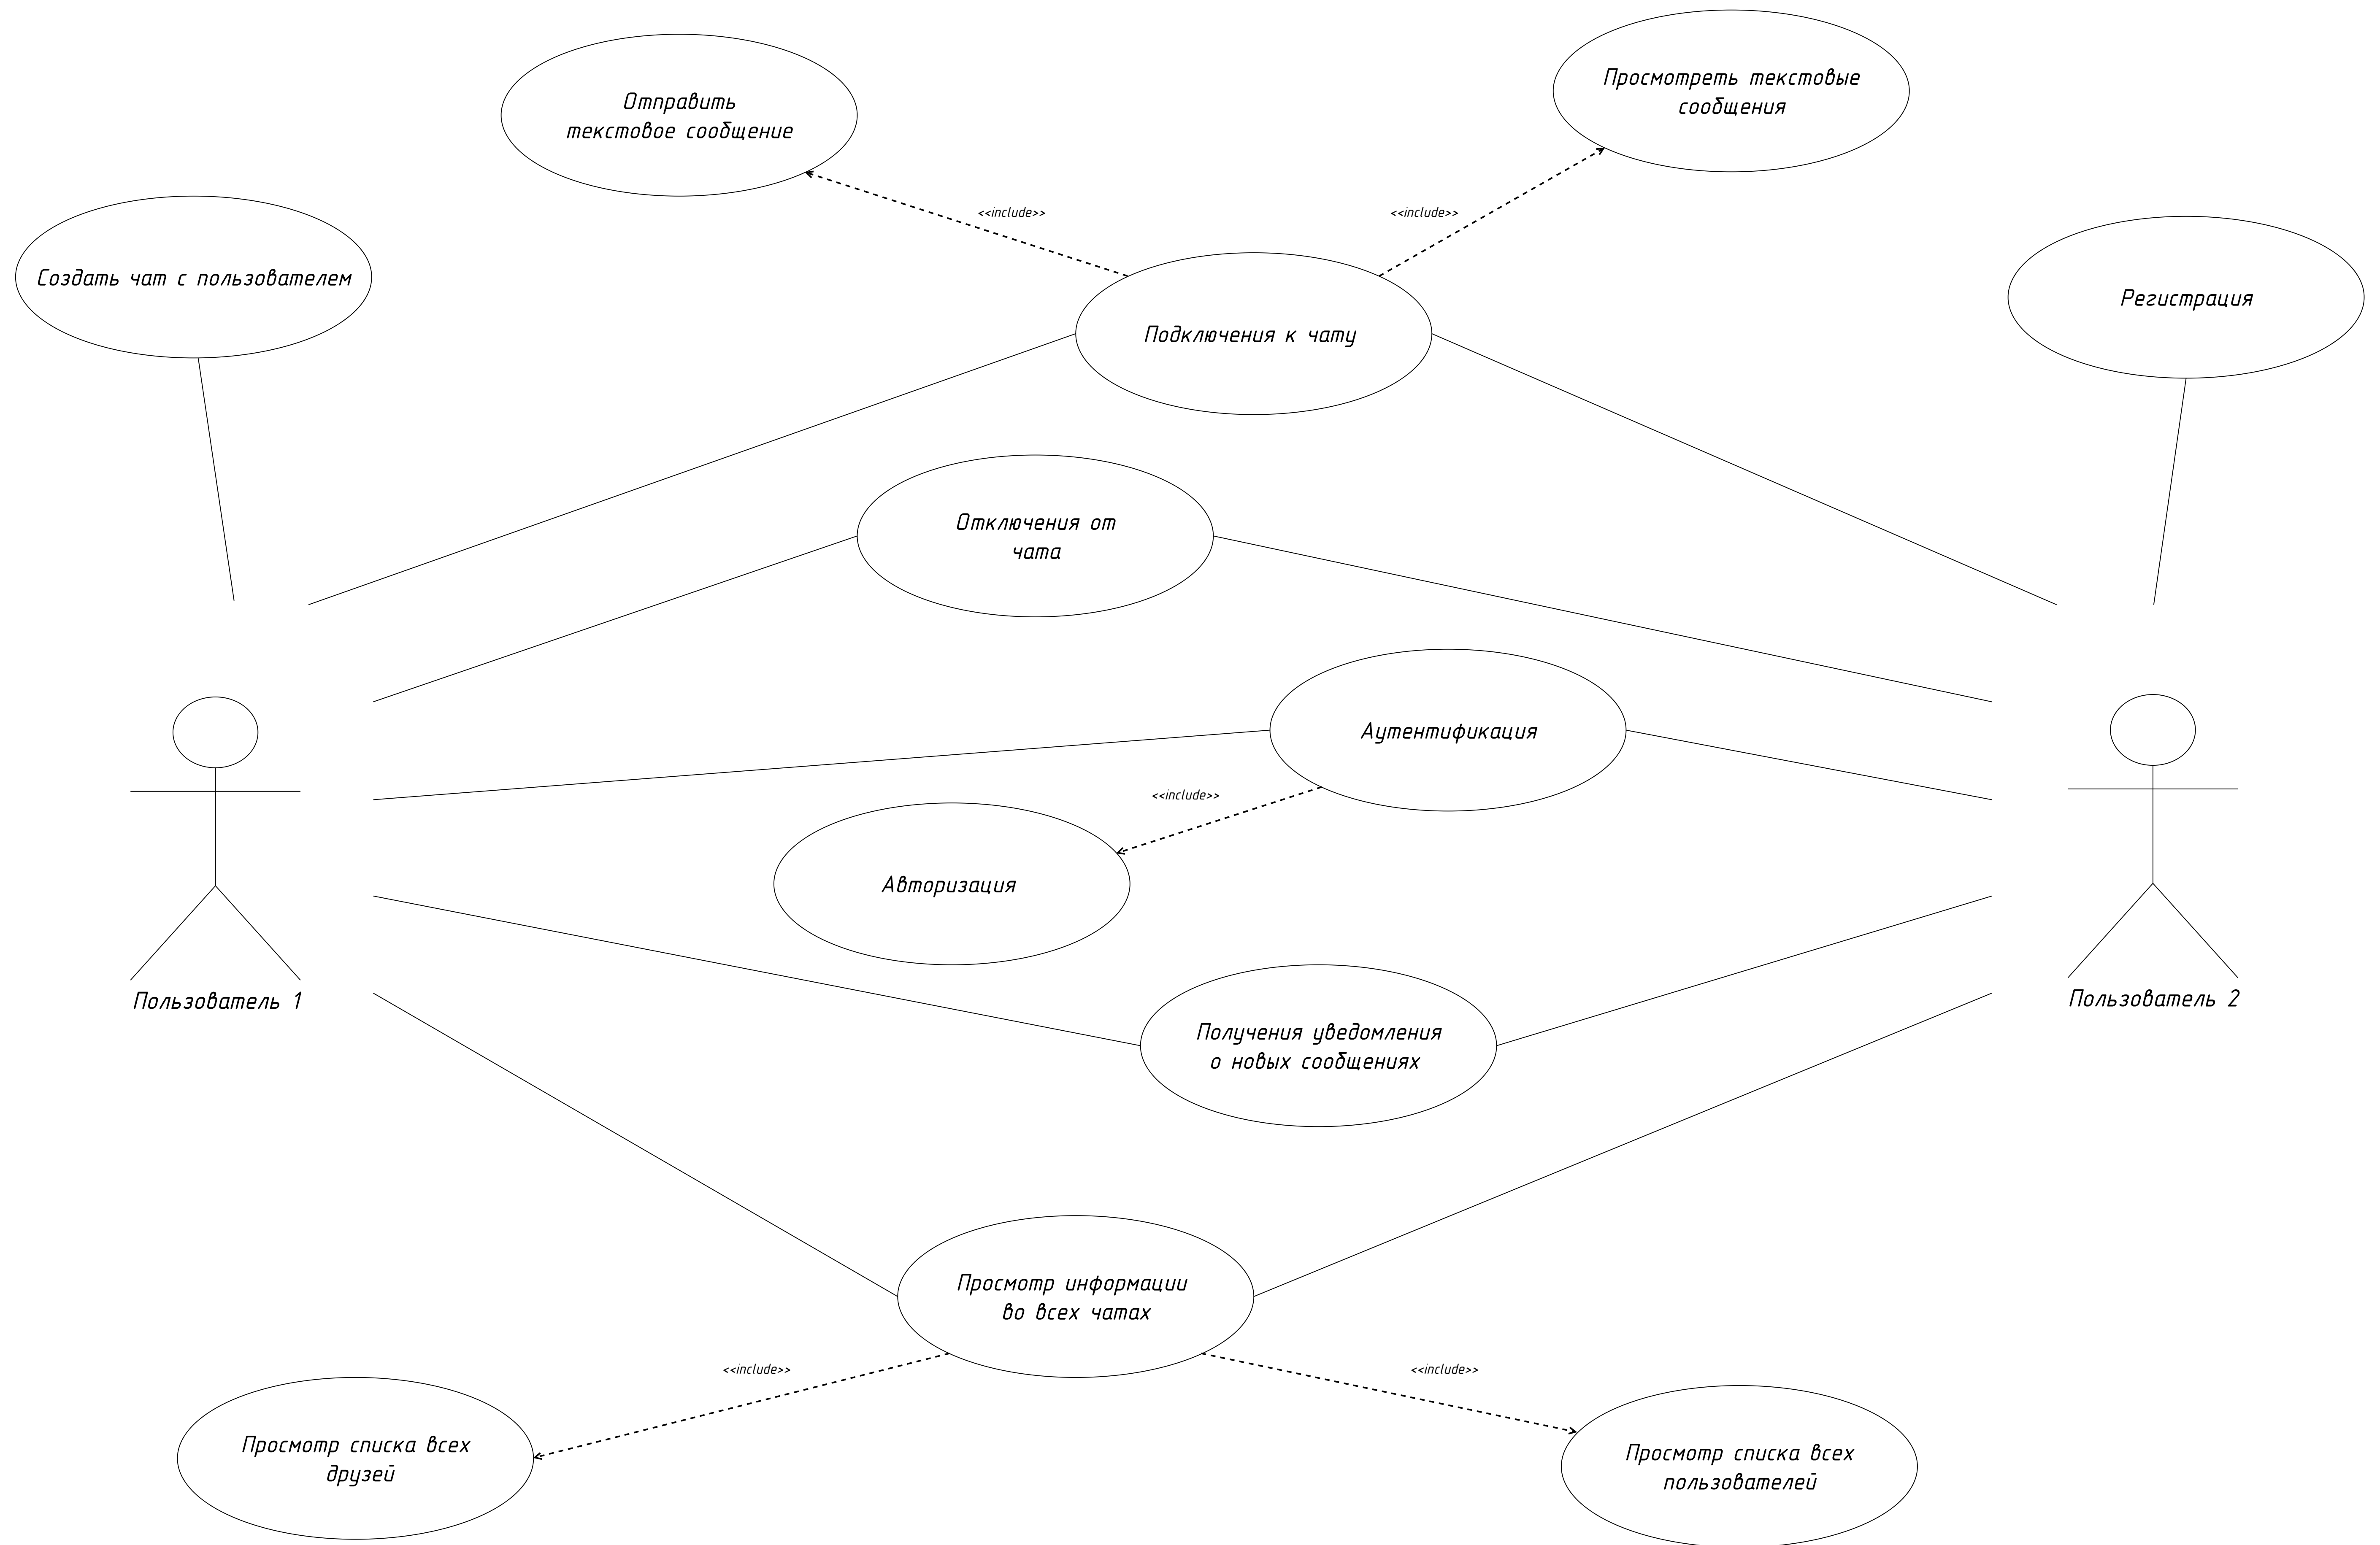 Просмотреть текстовые
сообщения
Отправить
текстовое сообщение
<<include>>
<<include>>
Создать чат с пользователем
Регистрация
Подключения к чату
Отключения от
чата
Аутентификация
<<include>>
Авторизация
Пользователь 1
Пользователь 2
Получения уведомления
о новых сообщениях
Просмотр информации
во всех чатах
<<include>>
<<include>>
Просмотр списка всех
друзей
Просмотр списка всех
пользователей